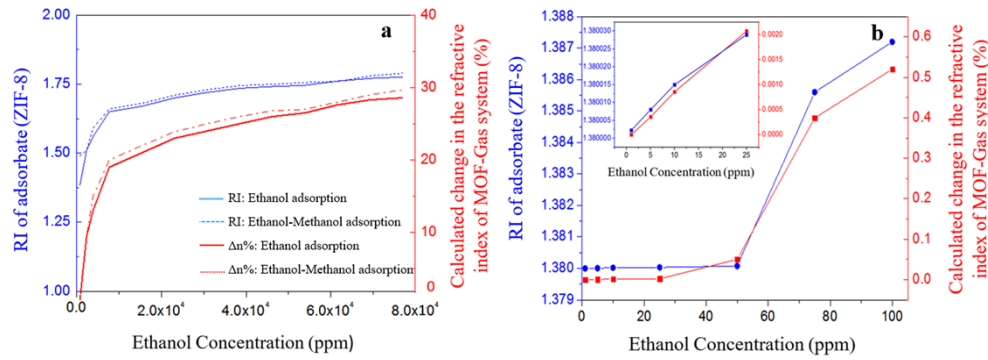 a
RI of adsorbate (ZIF-8)
2.00
1.75
1.50
1.25
1.00
40
30
20
10
0
Calculated change in the refractive
index of MOF-Gas system (%)
RI: Ethanol adsorption
RI: Ethanol-Methanol adsorption
Δn%: Ethanol adsorption
Δn%: Ethanol-Methanol adsorption
0.0 2.0x10⁴ 4.0x10⁴ 6.0x10⁴ 8.0x10⁴
Ethanol Concentration (ppm)
b
RI of adsorbate (ZIF-8)
1.388
1.387
1.386
1.385
1.384
1.383
1.382
1.381
1.380
1.379
0.6
0.5
0.4
0.3
0.2
0.1
0.0
Calculated change in the refractive
index of MOF-Gas system (%)
1.380030
1.380025
1.380020
1.380015
1.380010
1.380005
1.380000
0.0020
0.0015
0.0010
0.0005
0.0000
0 5 10 15 20 25
Ethanol Concentration (ppm)
0 20 40 60 80 100
Ethanol Concentration (ppm)